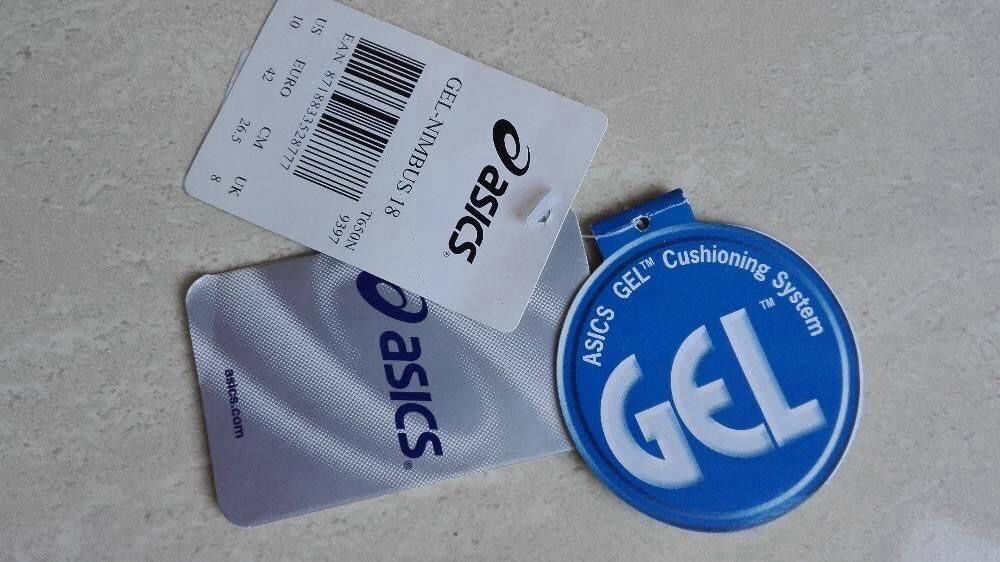 asics®
GEL-NIMBUS 18
T650N
9397
EAN 8718833528777
US EURO CM UK
10 42 26.5 8
asics®
asics.com
ASICS GEL™ Cushioning System
GEL™